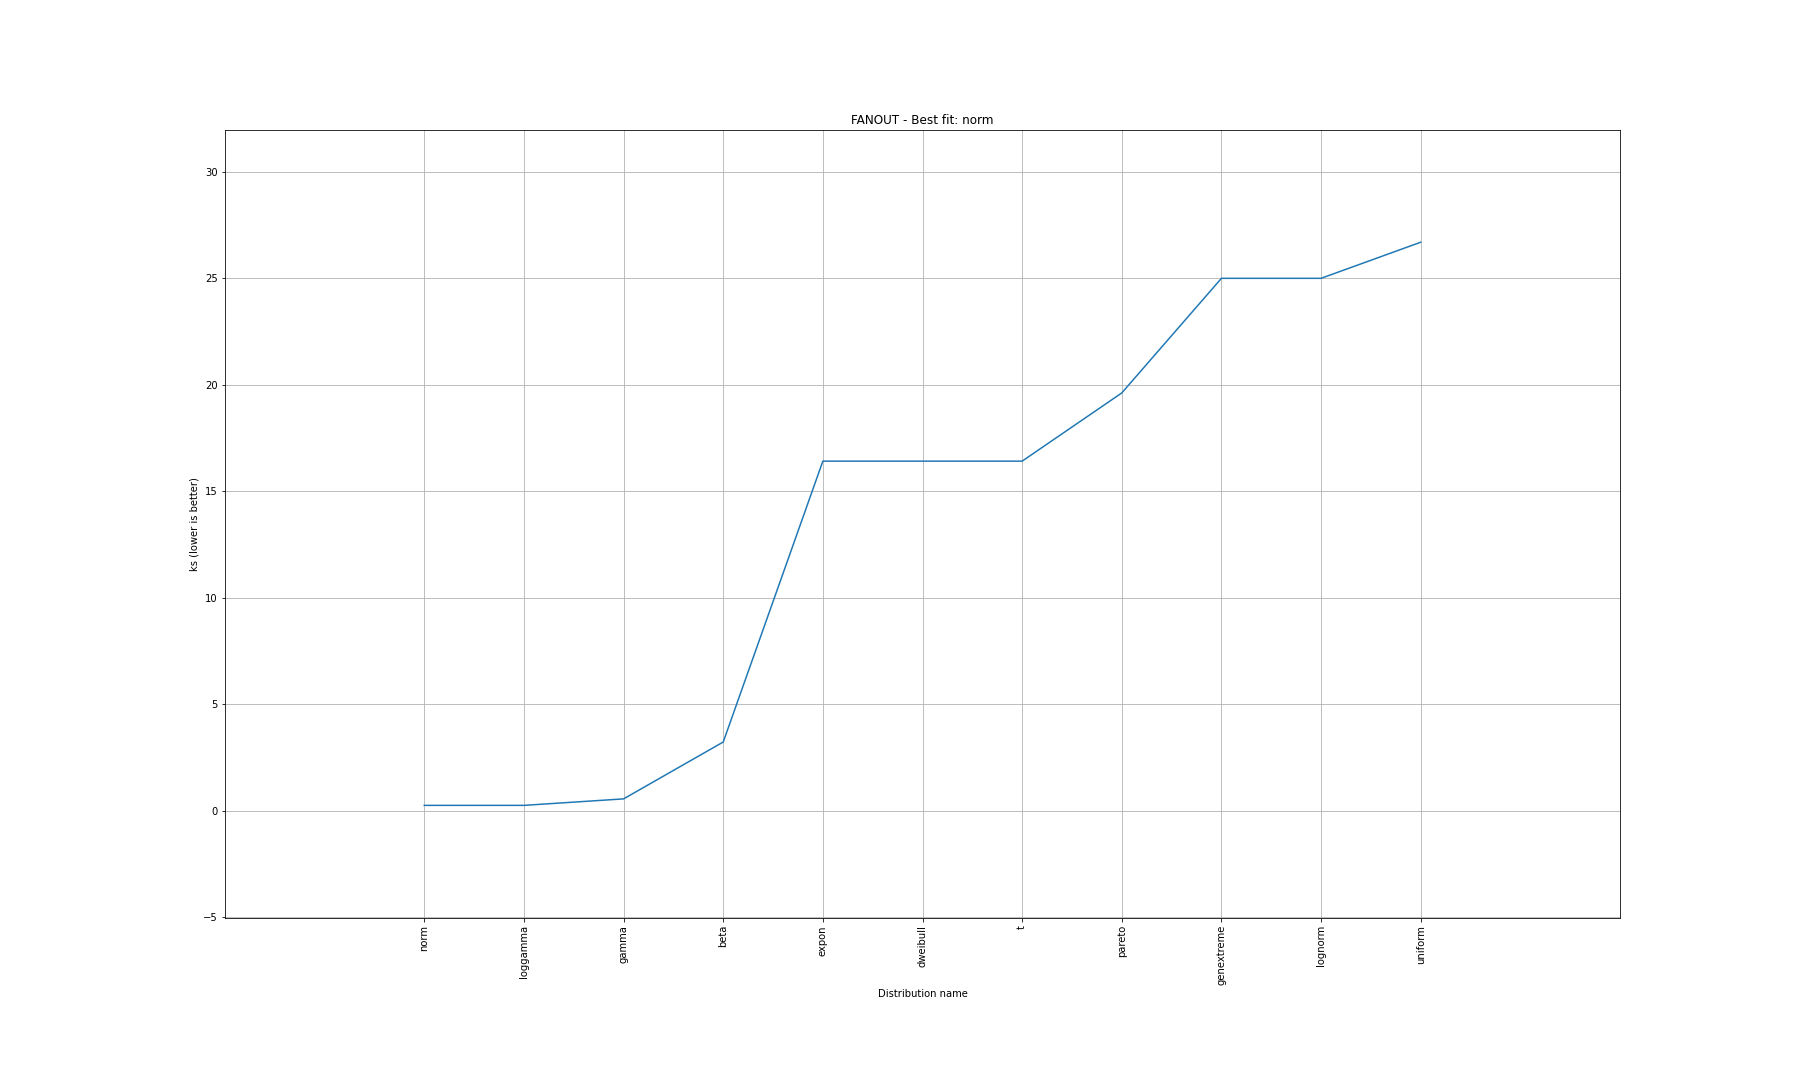 FANOUT - Best fit: norm
30
25
20
15
10
5
0
−5
ks (lower is better)
norm
loggamma
gamma
beta
expon
dweibull
t
pareto
genextreme
lognorm
uniform
Distribution name